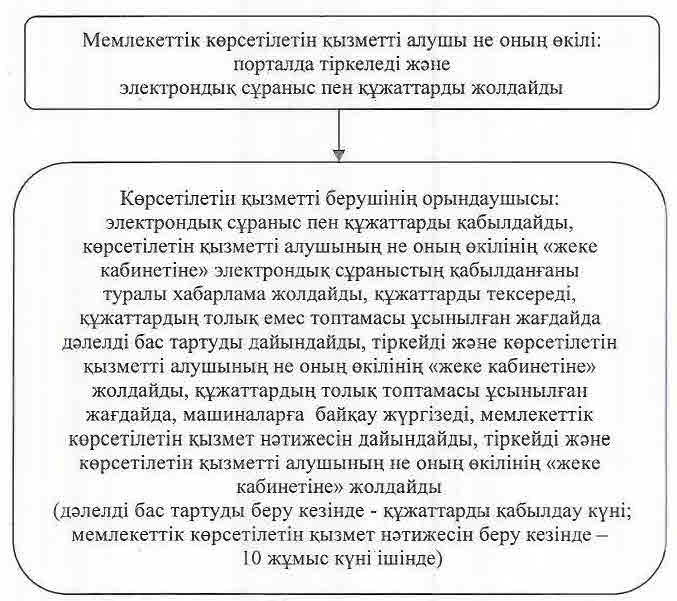 Мемлекеттік көрсетілетін қызметті алушы не оның өкілі:
порталда тіркеледі және
электрондық сұраныс пен құжаттарды жолдайды
Көрсетілетін қызметті берушінің орындаушысы:
электрондық сұраныс пен құжаттарды қабылдайды,
көрсетілетін қызметті алушының не оның өкілінің «жеке
кабинетіне» электрондық сұраныстың қабылданғаны
туралы хабарлама жолдайды, құжаттарды тексереді,
құжаттардың толық емес топтамасы ұсынылған жағдайда
дәлелді бас тартуды дайындайды, тіркейді және көрсетілетін
қызметті алушының не оның өкілінің «жеке кабинетіне»
жолдайды, құжаттардың толық топтамасы ұсынылған
жағдайда, машиналарға байқау жүргізеді, мемлекеттік
көрсетілетін қызмет нәтижесін дайындайды, тіркейді және
көрсетілетін қызметті алушының не оның өкілінің «жеке
кабинетіне» жолдайды
(дәлелді бас тартуды беру кезінде - құжаттарды қабылдау күні;
мемлекеттік көрсетілетін қызмет нәтижесін беру кезінде –
10 жұмыс күні ішінде)